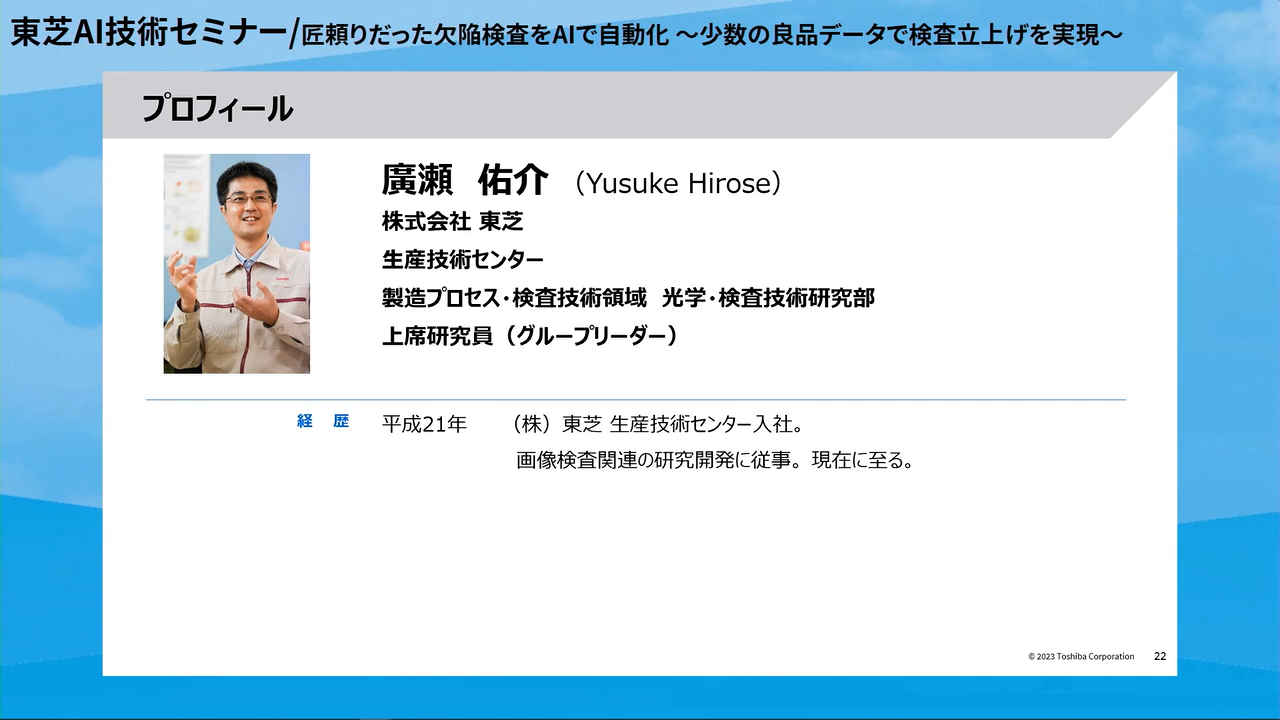 東芝AI技術セミナー/匠頼りだった欠陥検査をAIで自動化 ～少数の良品データで検査立上げを実現～
プロフィール
廣瀬 佑介 （Yusuke Hirose）
株式会社 東芝
生産技術センター
製造プロセス・検査技術領域 光学・検査技術研究部
上席研究員（グループリーダー）
経 歴 平成21年 （株）東芝 生産技術センター入社。
画像検査関連の研究開発に従事。現在に至る。
© 2023 Toshiba Corporation 22